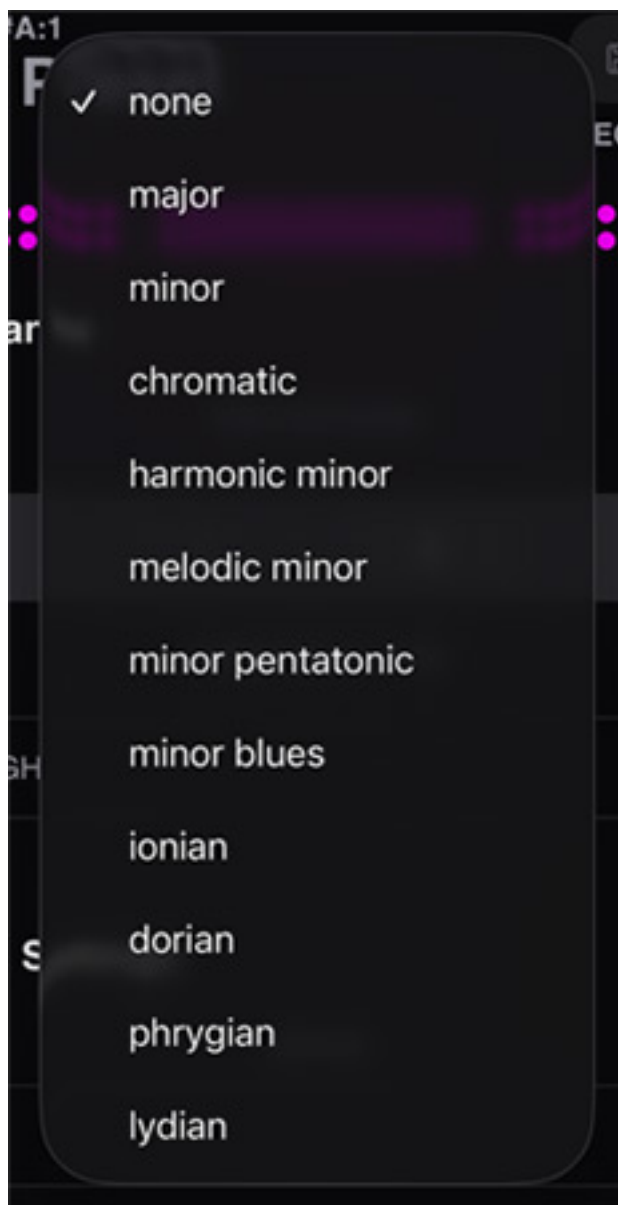 #A:1
none
major
minor
chromatic
harmonic minor
melodic minor
minor pentatonic
minor blues
ionian
dorian
phrygian
lydian